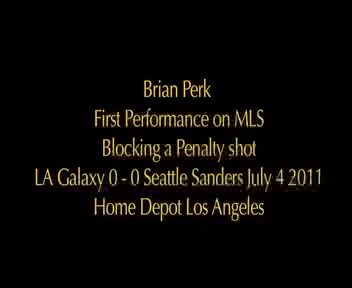 Brian Perk
First Performance on MLS
Blocking a Penalty shot
LA Galaxy 0 - 0 Seattle Sanders July 4 2011
Home Depot Los Angeles